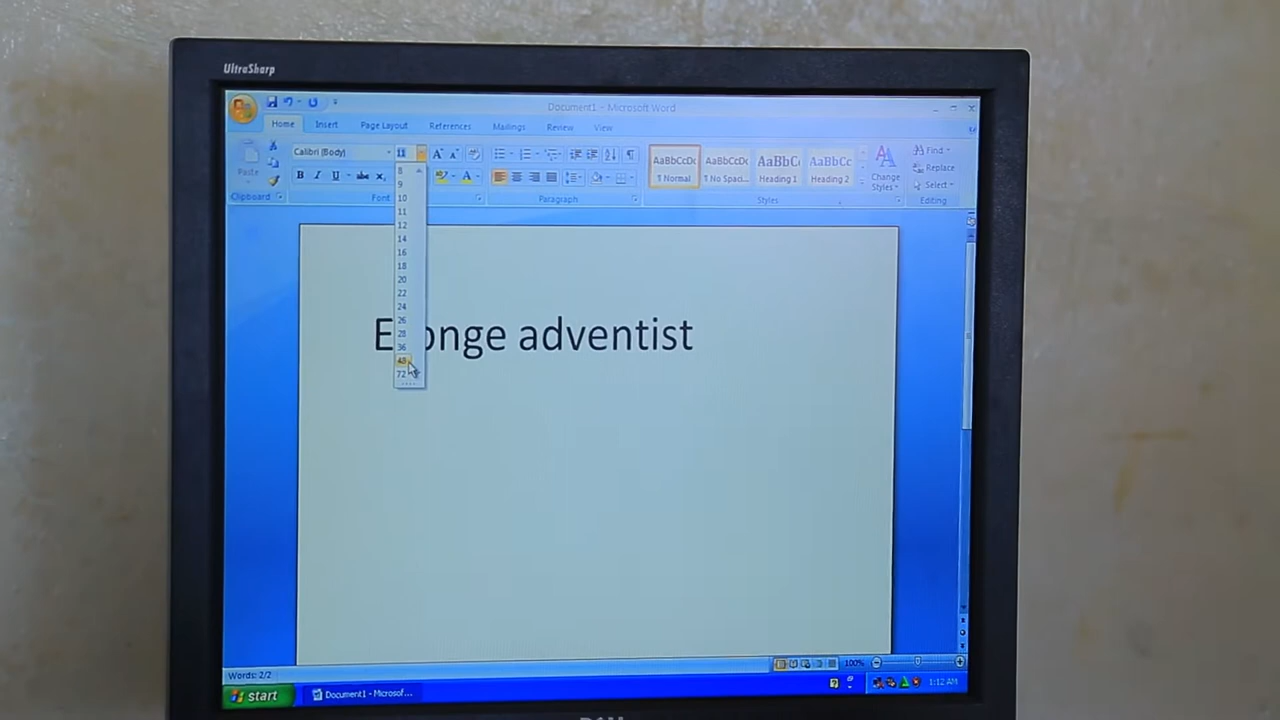 UltraSharp
Document1 - Microsoft Word
Home Insert Page Layout References Mailings Review View
Calibri (Body) 11
Paste
B I U abc x
AaBbCcDc AaBbCcDc AaBbC AaBbCc
¶ Normal ¶ No Spaci... Heading 1 Heading 2
Change Styles
Find
Replace
Select
Clipboard Font Paragraph Styles Editing
8
9
10
11
12
14
16
18
20
22
24
26
28
36
48
72
E onge adventist
Words: 2/2
100%
start
Document1 - Microsof...
1:12 AM